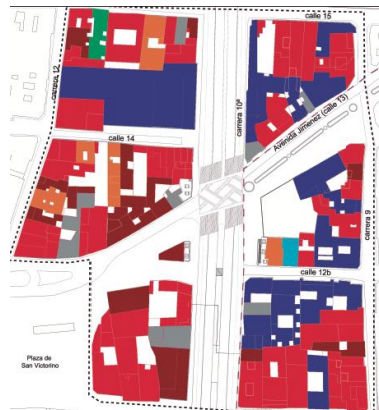 calle 15
carrera 12
carrera 10ª
Avenida Jimenez (calle 13)
calle 14
carrera 9
calle 12b
Plaza de
San Victorino